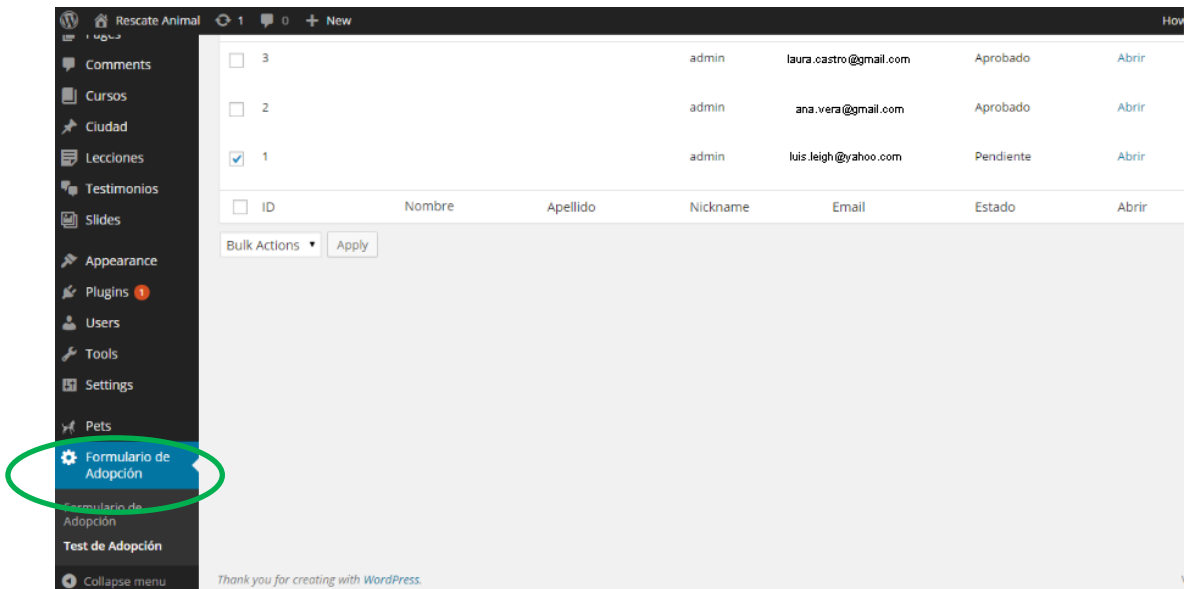 Rescate Animal 1 0 + New How
Pages
Comments
Cursos
Ciudad
Lecciones
Testimonios
Slides
Appearance
Plugins 1
Users
Tools
Settings
Pets
Formulario de
Adopción
Formulario de
Adopción
Test de Adopción
Collapse menu
3 admin laura.castro@gmail.com Aprobado Abrir
2 admin ana.vera@gmail.com Aprobado Abrir
1 admin luis.leigh@yahoo.com Pendiente Abrir
ID Nombre Apellido Nickname Email Estado Abrir
Bulk Actions Apply
Thank you for creating with WordPress.